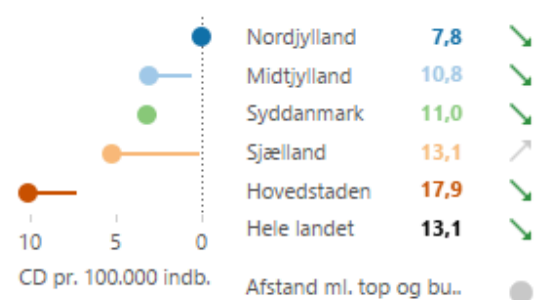 Nordjylland 7,8
Midtjylland 10,8
Syddanmark 11,0
Sjælland 13,1
Hovedstaden 17,9
Hele landet 13,1
10 5 0
CD pr. 100.000 indb.
Afstand ml. top og bu..